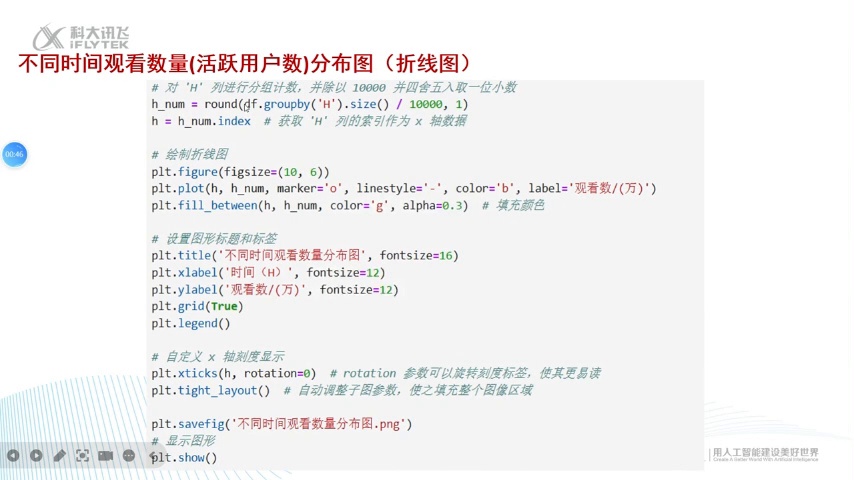 科大讯飞
iFLYTEK
不同时间观看数量(活跃用户数)分布图（折线图）
# 对 'H' 列进行分组计数，并除以 10000 并四舍五入取一位小数
h_num = round(df.groupby('H').size() / 10000, 1)
h = h_num.index  # 获取 'H' 列的索引作为 x 轴数据
00:46
# 绘制折线图
plt.figure(figsize=(10, 6))
plt.plot(h, h_num, marker='o', linestyle='-', color='b', label='观看数/(万)')
plt.fill_between(h, h_num, color='g', alpha=0.3)  # 填充颜色
# 设置图形标题和标签
plt.title('不同时间观看数量分布图', fontsize=16)
plt.xlabel('时间（H）', fontsize=12)
plt.ylabel('观看数/(万)', fontsize=12)
plt.grid(True)
plt.legend()
# 自定义 x 轴刻度显示
plt.xticks(h, rotation=0)  # rotation 参数可以旋转刻度标签，使其更易读
plt.tight_layout()  # 自动调整子图参数，使之填充整个图像区域
plt.savefig('不同时间观看数量分布图.png')
# 显示图形
plt.show()
用人工智能建设美好世界
Create A Better World With Artificial Intelligence